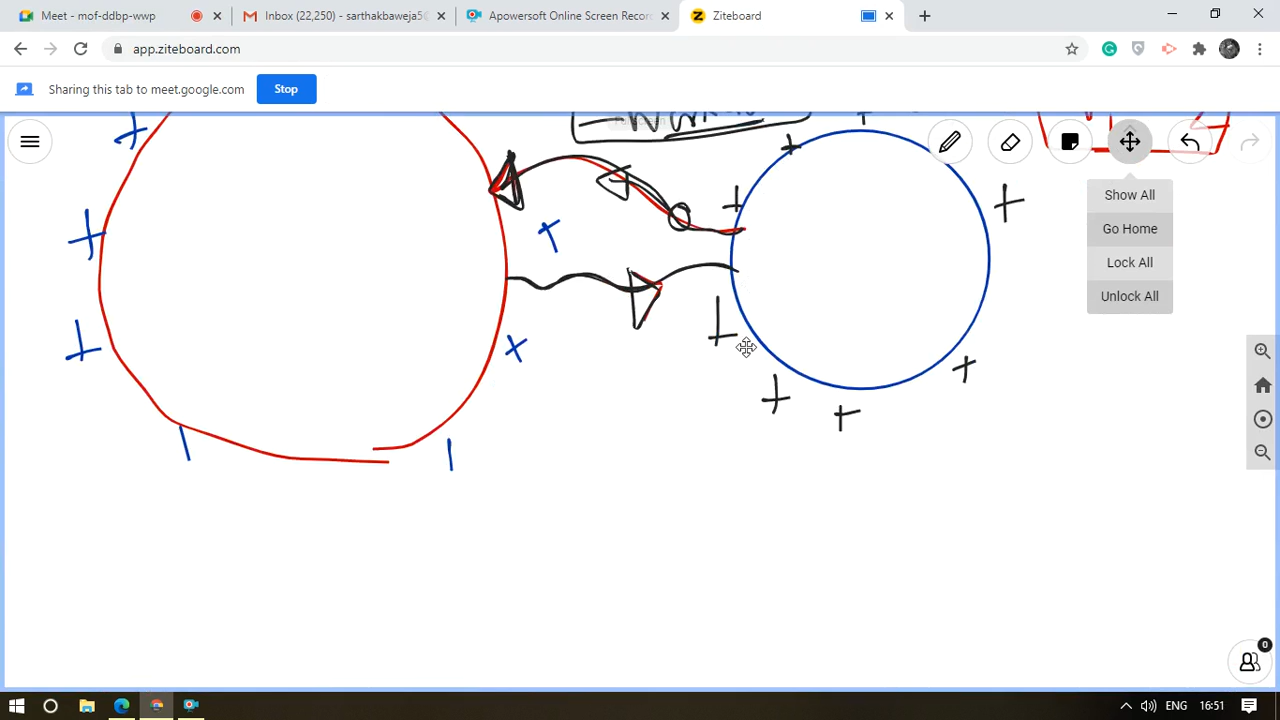 Meet - mof-ddbp-wwp
Inbox (22,250) - sarthakbaweja5
Apowersoft Online Screen Recor
Ziteboard
app.ziteboard.com
Sharing this tab to meet.google.com
Stop
Show All
Go Home
Lock All
Unlock All
0
ENG
16:51